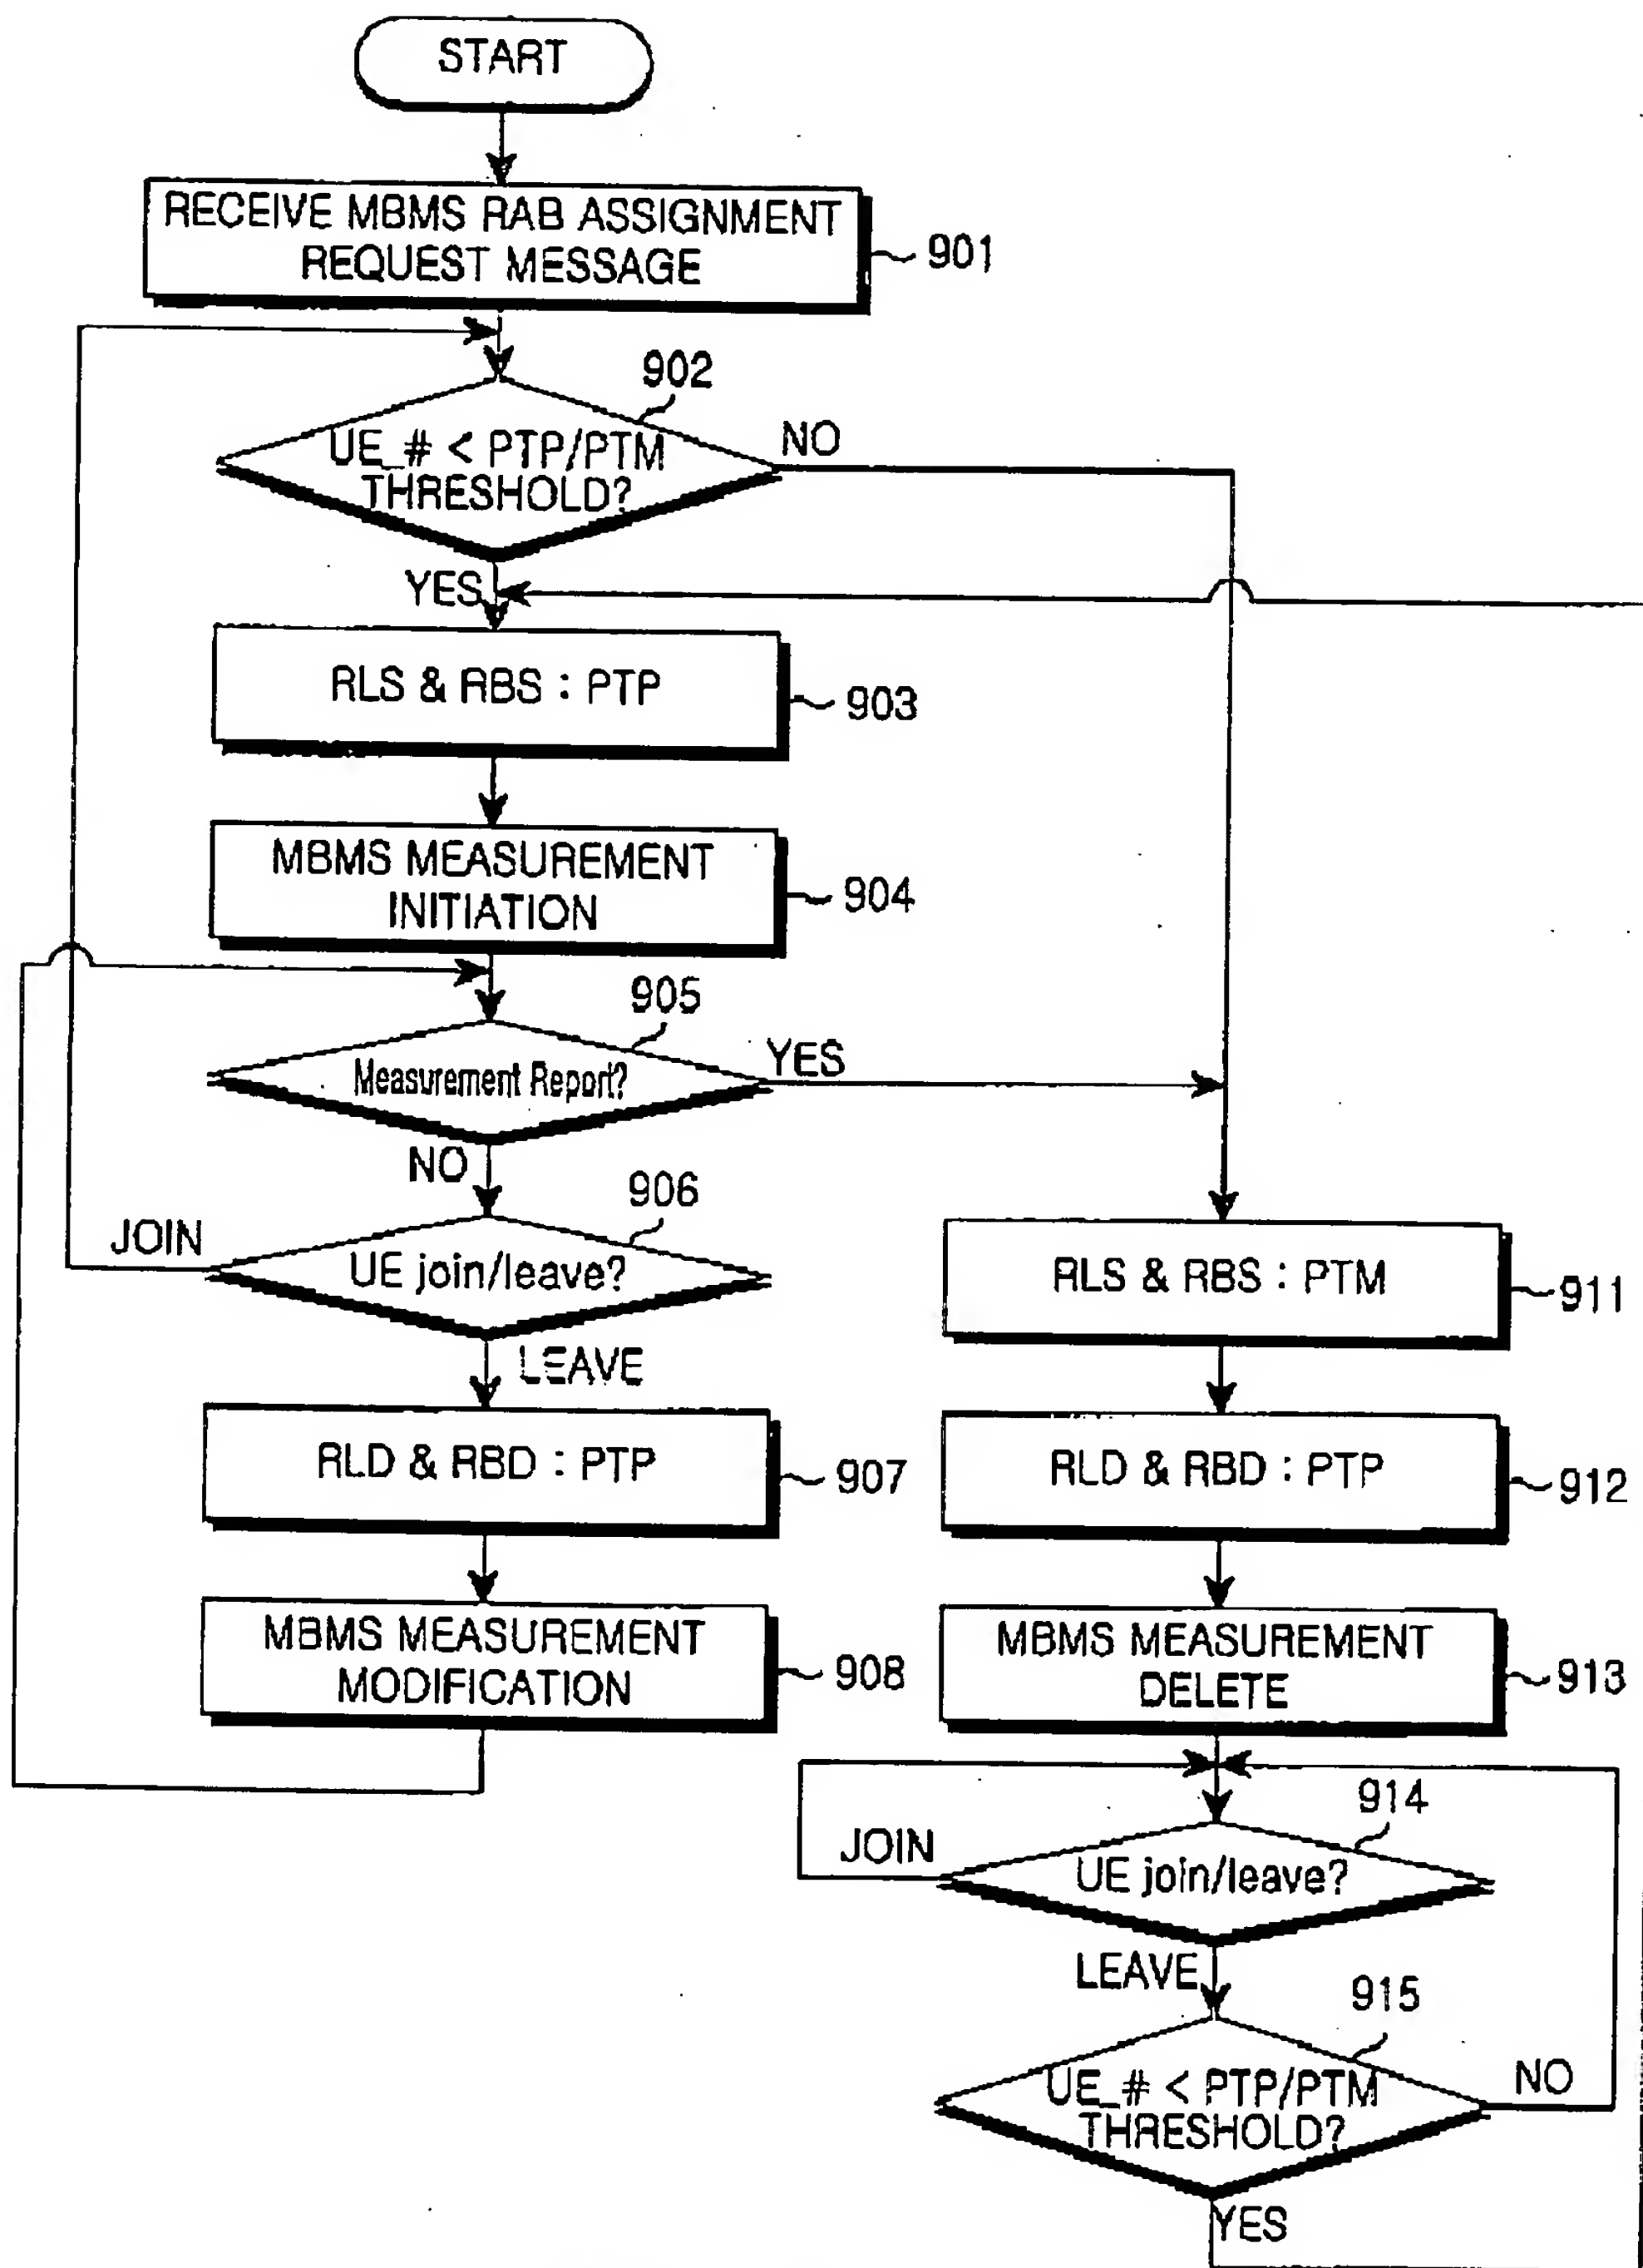 START
RECEIVE MBMS RAB ASSIGNMENT
REQUEST MESSAGE
901
902
UE_# < PTP/PTM
THRESHOLD?
NO
YES
RLS & RBS : PTP
903
MBMS MEASUREMENT
INITIATION
904
905
Measurement Report?
YES
NO
906
JOIN
UE join/leave?
LEAVE
RLS & RBS : PTM
911
RLD & RBD : PTP
907
RLD & RBD : PTP
912
MBMS MEASUREMENT
MODIFICATION
908
MBMS MEASUREMENT
DELETE
913
914
JOIN
UE join/leave?
LEAVE
915
UE_# < PTP/PTM
THRESHOLD?
NO
YES